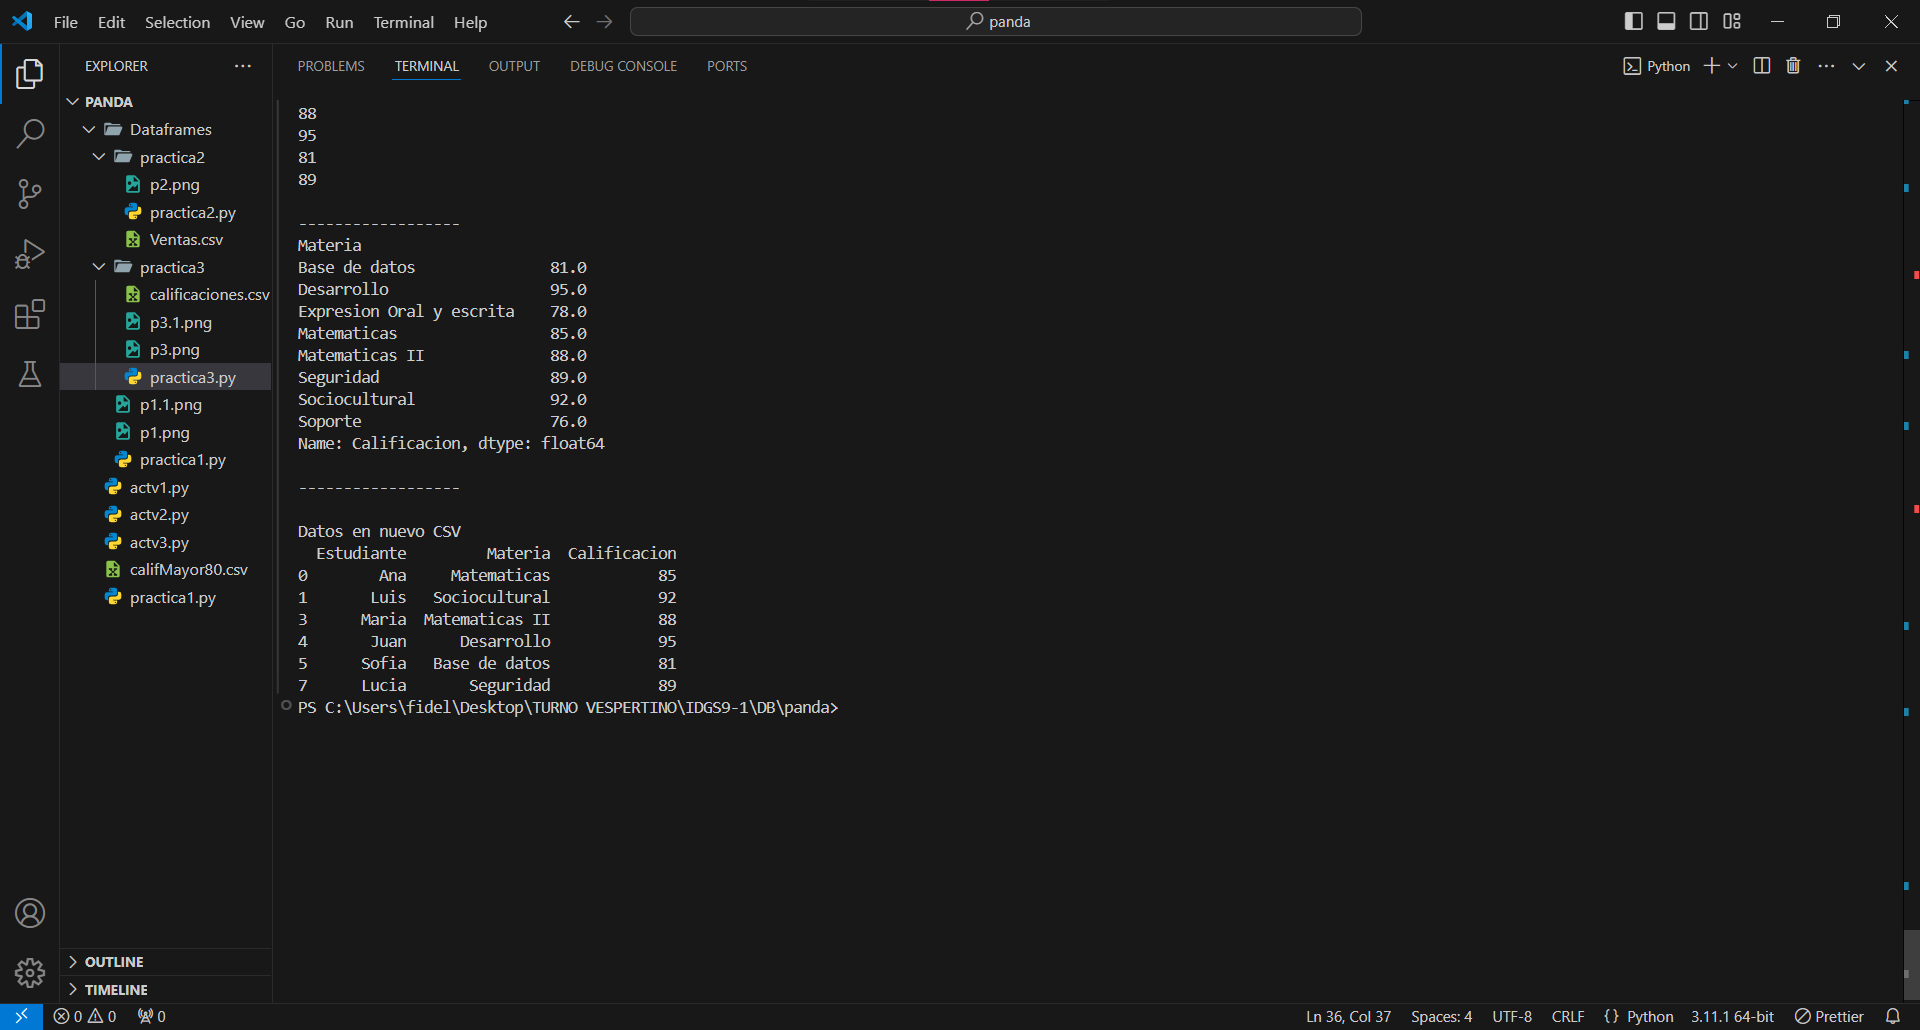 File Edit Selection View Go Run Terminal Help
panda
EXPLORER
PANDA
Dataframes
practica2
p2.png
practica2.py
Ventas.csv
practica3
calificaciones.csv
p3.1.png
p3.png
practica3.py
p1.1.png
p1.png
practica1.py
actv1.py
actv2.py
actv3.py
califMayor80.csv
practica1.py
OUTLINE
TIMELINE
PROBLEMS TERMINAL OUTPUT DEBUG CONSOLE PORTS
Python
88
95
81
89
------------------
Materia
Base de datos 81.0
Desarrollo 95.0
Expresion Oral y escrita 78.0
Matematicas 85.0
Matematicas II 88.0
Seguridad 89.0
Sociocultural 92.0
Soporte 76.0
Name: Calificacion, dtype: float64
------------------
Datos en nuevo CSV
Estudiante Materia Calificacion
0 Ana Matematicas 85
1 Luis Sociocultural 92
3 Maria Matematicas II 88
4 Juan Desarrollo 95
5 Sofia Base de datos 81
7 Lucia Seguridad 89
PS C:\Users\fidel\Desktop\TURNO VESPERTINO\IDGS9-1\DB\panda>
0 0 0
Ln 36, Col 37 Spaces: 4 UTF-8 CRLF {} Python 3.11.1 64-bit Prettier